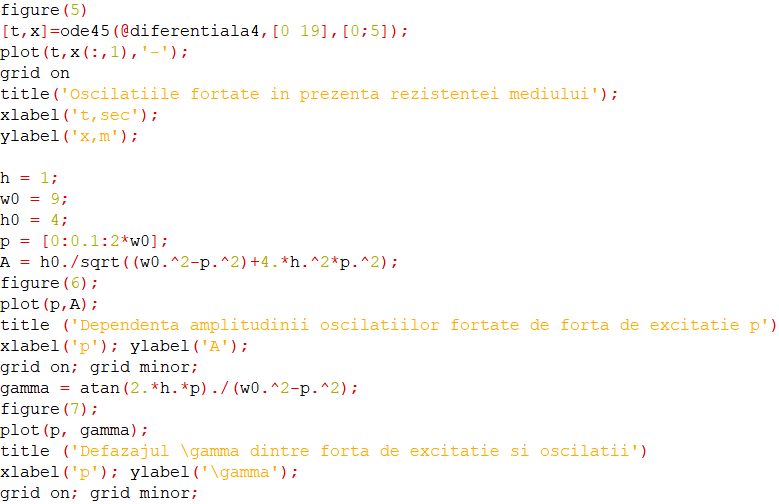 figure(5)
[t,x]=ode45(@diferentiala4,[0 19],[0;5]);
plot(t,x(:,1),'-');
grid on
title('Oscilatiile fortate in prezenta rezistentei mediului');
xlabel('t,sec');
ylabel('x,m');
h = 1;
w0 = 9;
h0 = 4;
p = [0:0.1:2*w0];
A = h0./sqrt((w0.^2-p.^2)+4.*h.^2*p.^2);
figure(6);
plot(p,A);
title ('Dependenta amplitudinii oscilatiilor fortate de forta de excitatie p')
xlabel('p'); ylabel('A');
grid on; grid minor;
gamma = atan(2.*h.*p)./(w0.^2-p.^2);
figure(7);
plot(p, gamma);
title ('Defazajul \gamma dintre forta de excitatie si oscilatii')
xlabel('p'); ylabel('\gamma');
grid on; grid minor;